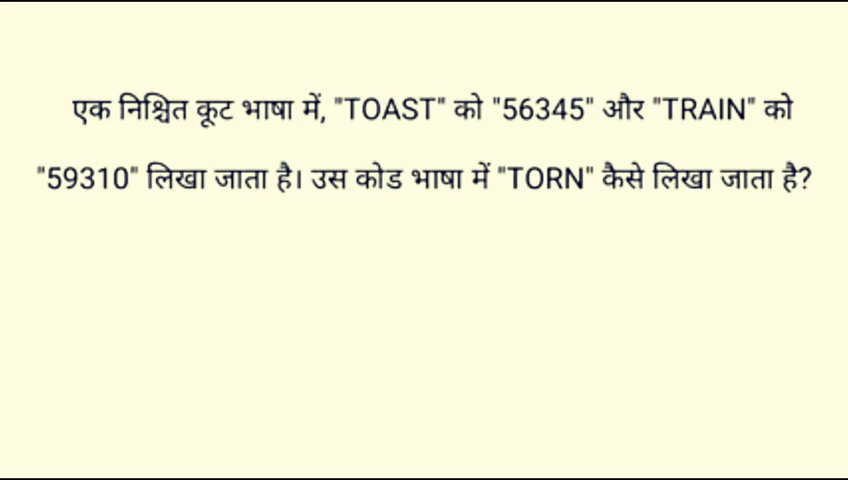 एक निश्चित कूट भाषा में, "TOAST" को "56345" और "TRAIN" को
"59310" लिखा जाता है। उस कोड भाषा में "TORN" कैसे लिखा जाता है?